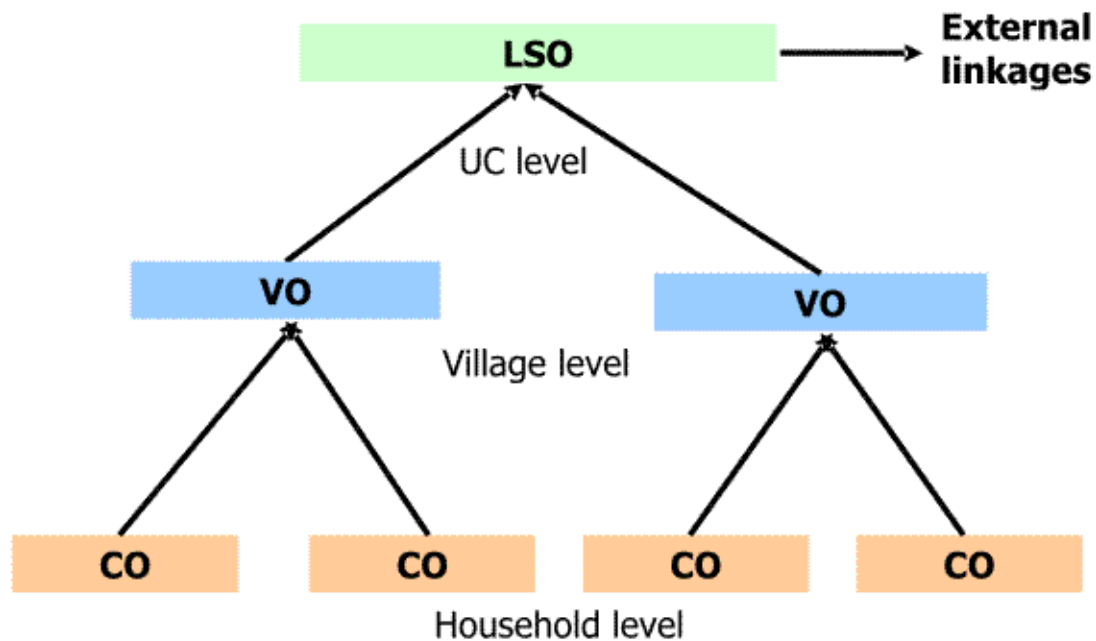 LSO
External
linkages
UC level
VO
VO
Village level
CO
CO
CO
CO
Household level